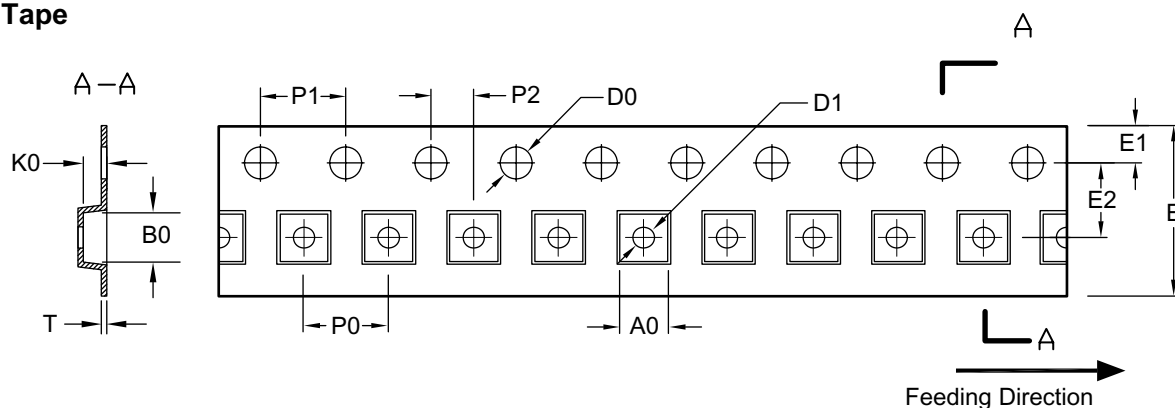 Tape
A
A-A
P1
P2
D0
D1
E1
K0
E2
E
B0
T
P0
A0
A
Feeding Direction